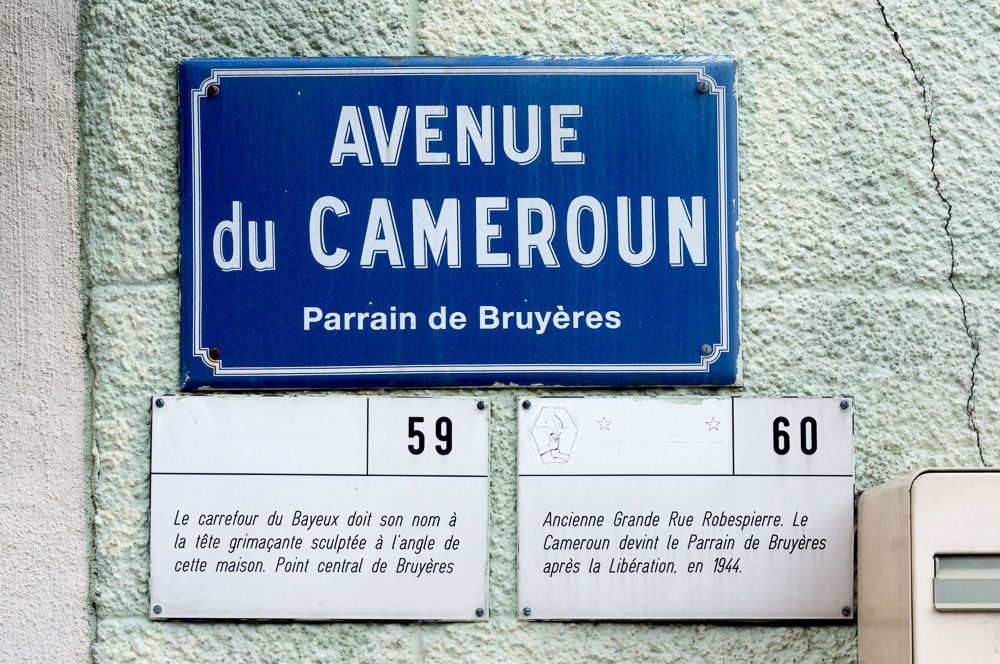 AVENUE
du CAMEROUN
Parrain de Bruyères
59
Le carrefour du Bayeux doit son nom à
la tête grimaçante sculptée à l'angle de
cette maison. Point central de Bruyères
60
Ancienne Grande Rue Robespierre. Le
Cameroun devint le Parrain de Bruyères
après la Libération, en 1944.